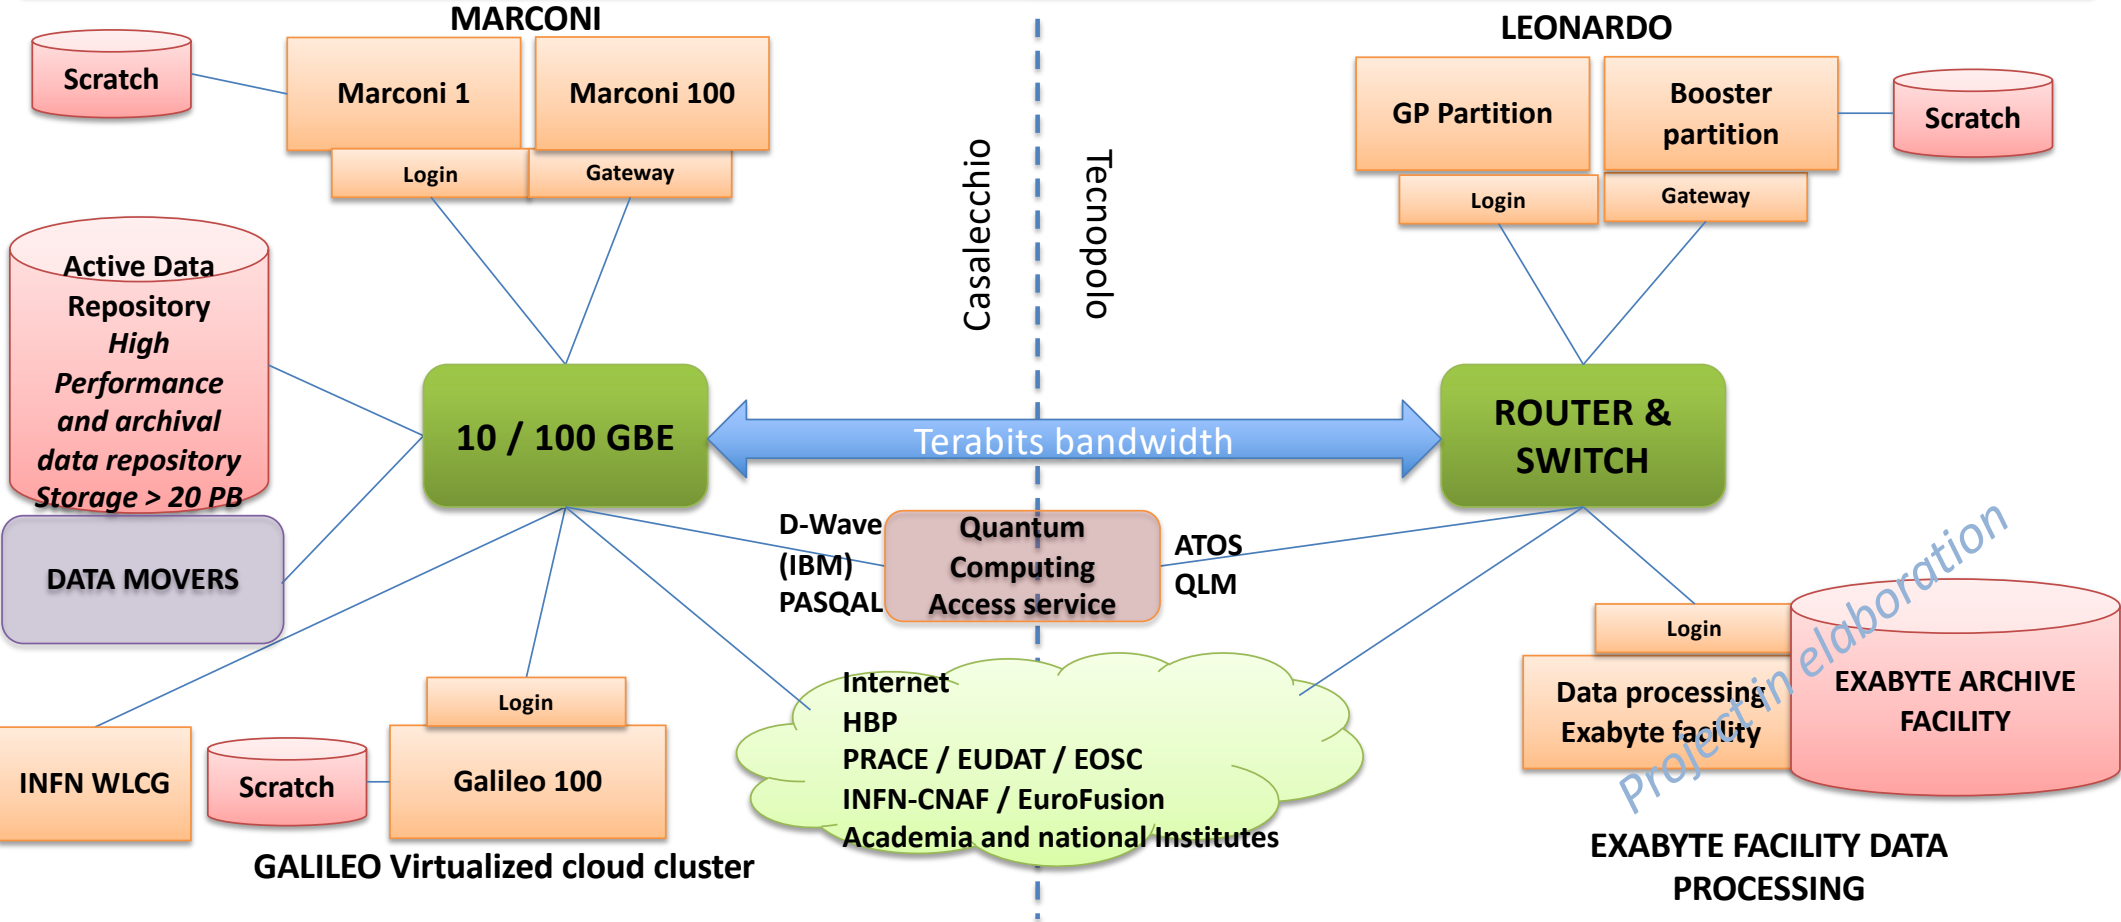 MARCONI
LEONARDO
Scratch
Marconi 1
Marconi 100
Login
Gateway
GP Partition
Booster
partition
Scratch
Login
Gateway
Casalecchio
Tecnopolo
Active Data
Repository
High
Performance
and archival
data repository
Storage > 20 PB
DATA MOVERS
10 / 100 GBE
Terabits bandwidth
ROUTER &
SWITCH
D-Wave
(IBM)
PASQAL
Quantum
Computing
Access service
ATOS
QLM
INFN WLCG
Scratch
Login
Galileo 100
GALILEO Virtualized cloud cluster
Internet
HBP
PRACE / EUDAT / EOSC
INFN-CNAF / EuroFusion
Academia and national Institutes
Login
Data processing
Exabyte facility
EXABYTE ARCHIVE
FACILITY
Project in elaboration
EXABYTE FACILITY DATA
PROCESSING